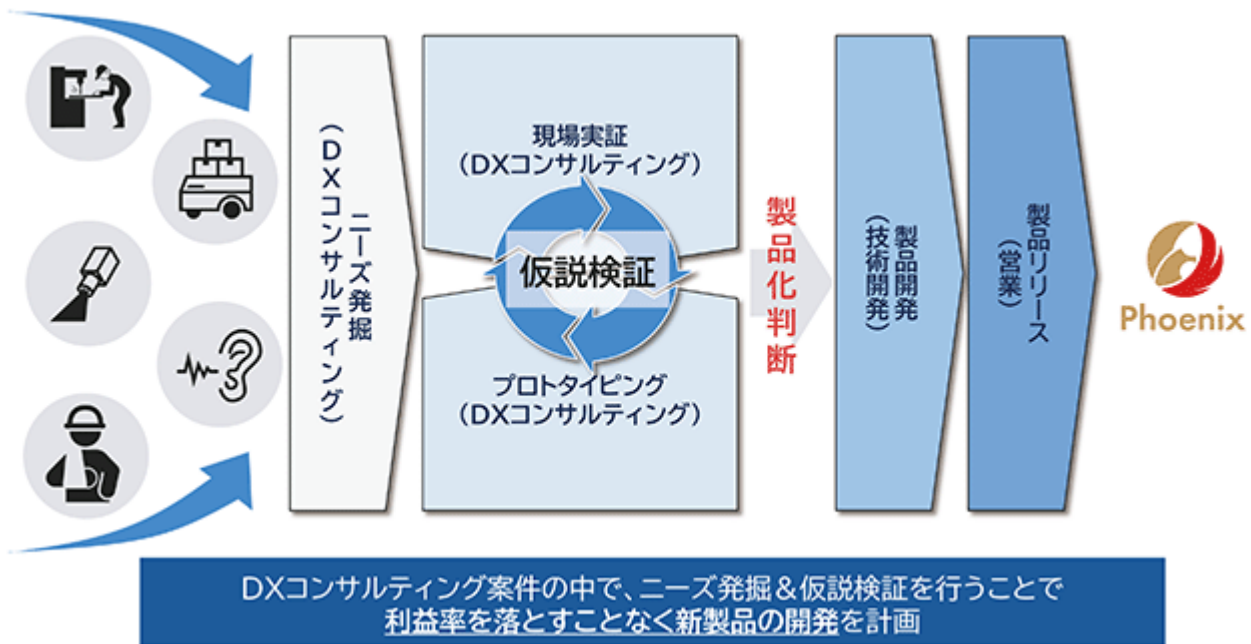 ニーズ発掘
（DXコンサルティング）
現場実証
（DXコンサルティング）
仮説検証
プロトタイピング
（DXコンサルティング）
製品化判断
製品開発
（技術開発）
製品リリース
（営業）
Phoenix
DXコンサルティング案件の中で、ニーズ発掘＆仮説検証を行うことで
利益率を落とすことなく新製品の開発を計画